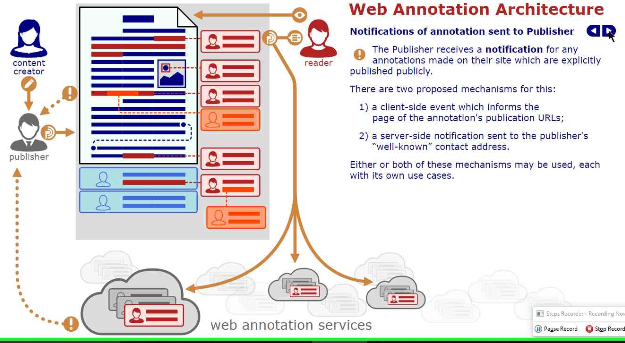 Web Annotation Architecture
Notifications of annotation sent to Publisher
The Publisher receives a notification for any
annotations made on their site which are explicitly
published publicly.
There are two proposed mechanisms for this:
1) a client-side event which informs the
page of the annotation's publication URLs;
2) a server-side notification sent to the publisher's
"well-known" contact address.
Either or both of these mechanisms may be used, each
with its own use cases.
content
creator
publisher
reader
web annotation services
Steps Recorder - Recording Now
Pause Record
Stop Record